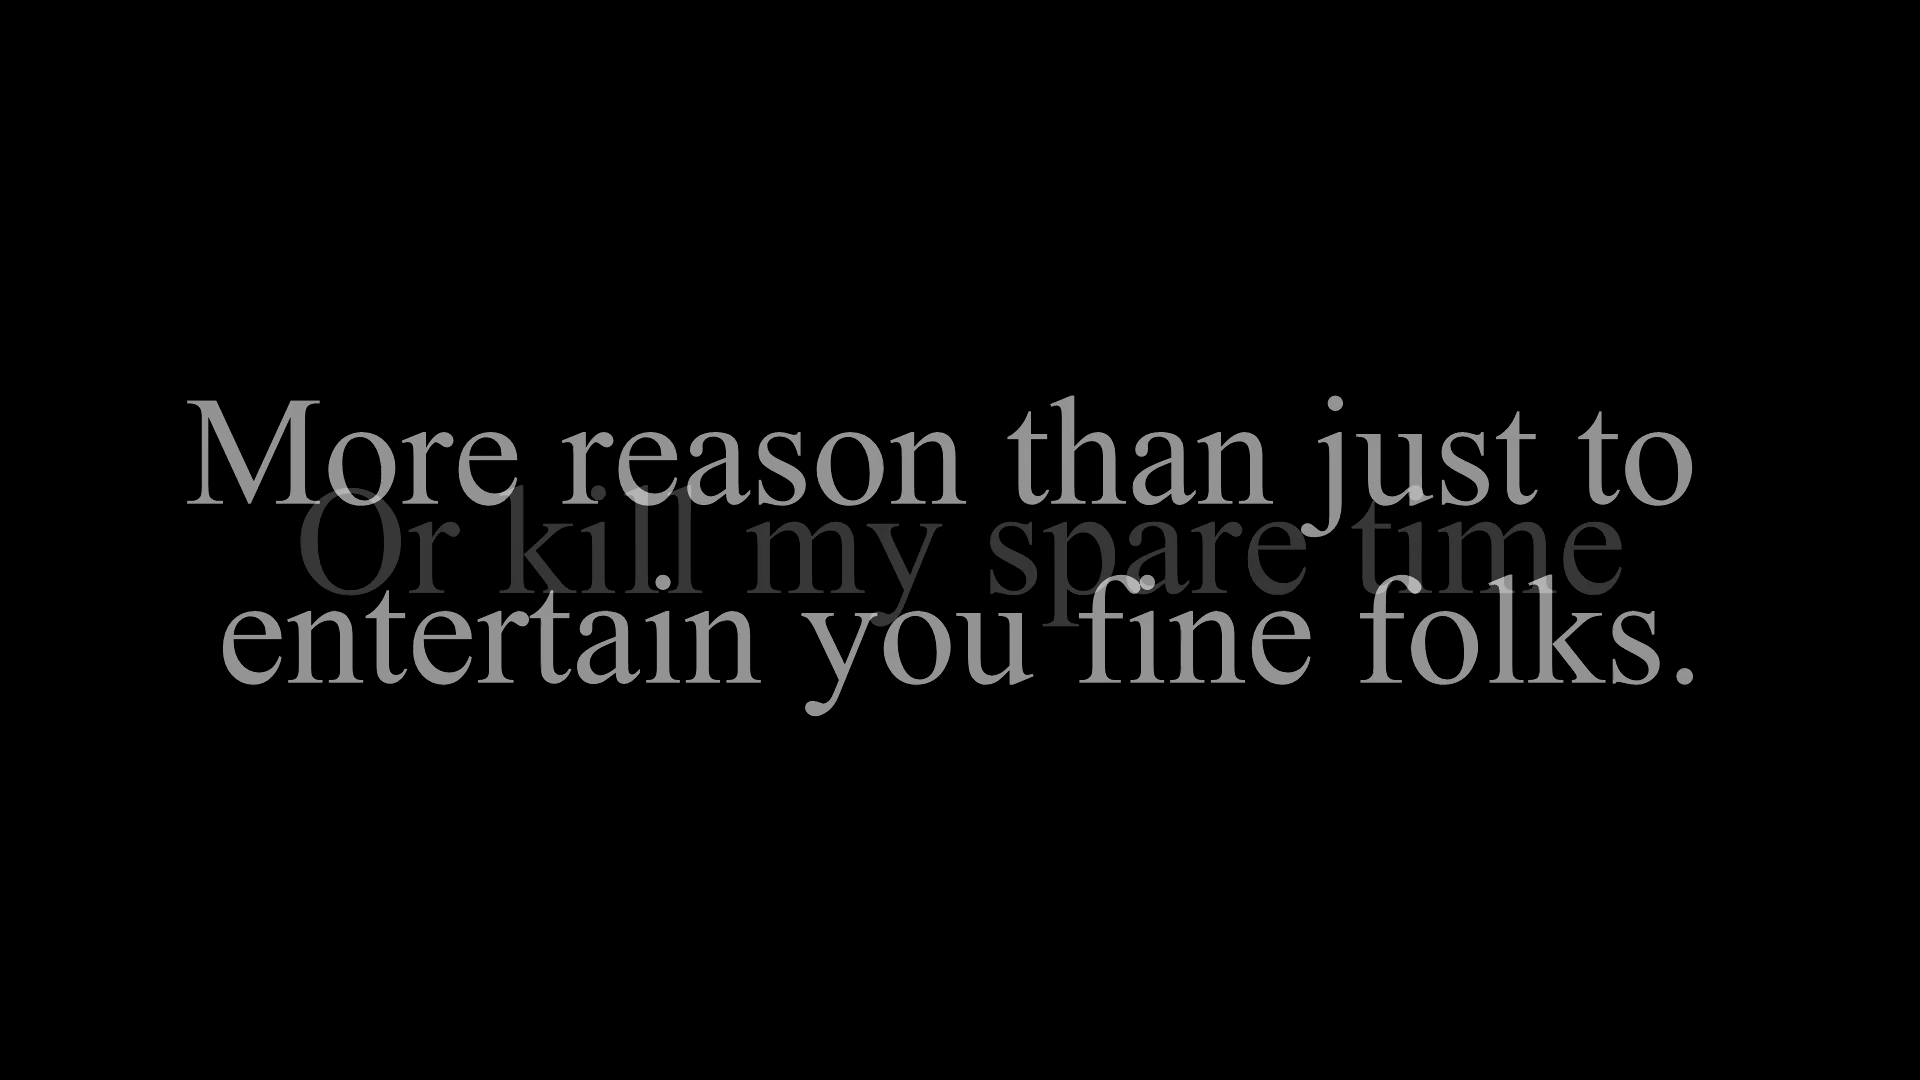 More reason than just to
Or kill my spare time
entertain you fine folks.